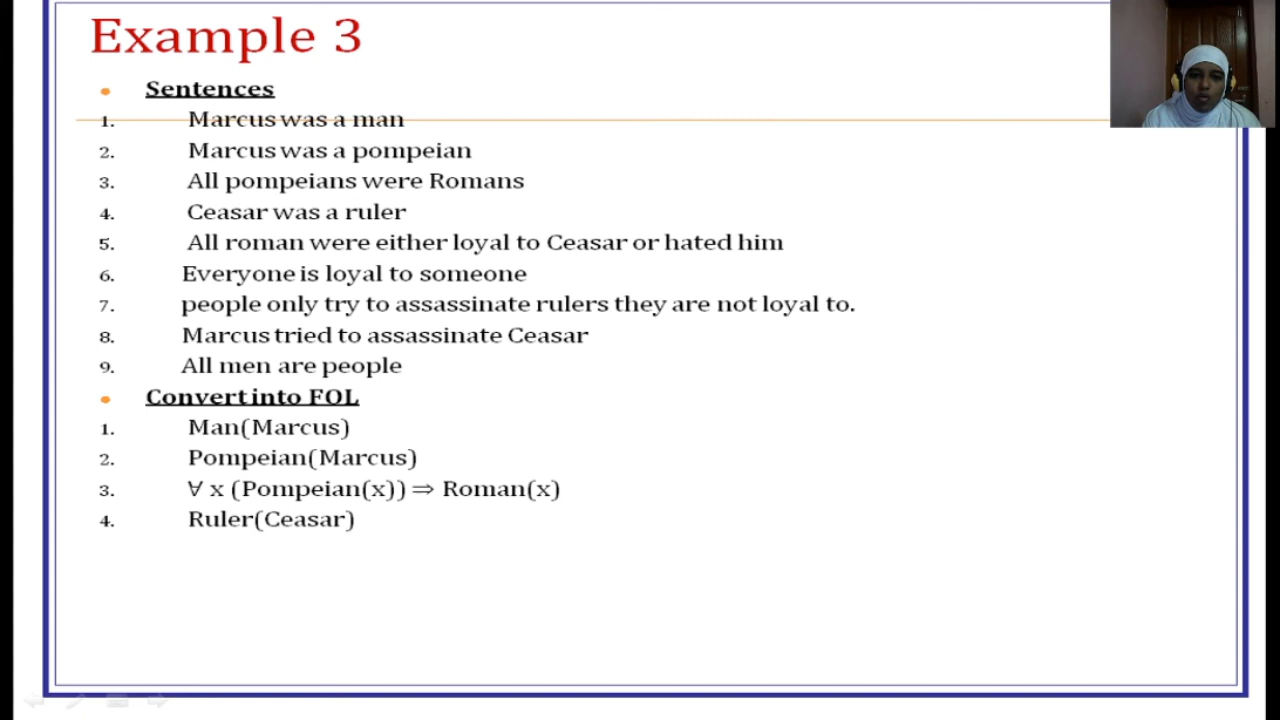 Example 3
• Sentences
1. Marcus was a man
2. Marcus was a pompeian
3. All pompeians were Romans
4. Ceasar was a ruler
5. All roman were either loyal to Ceasar or hated him
6. Everyone is loyal to someone
7. people only try to assassinate rulers they are not loyal to.
8. Marcus tried to assassinate Ceasar
9. All men are people
• Convert into FOL
1. Man(Marcus)
2. Pompeian(Marcus)
3. ∀ x (Pompeian(x)) ⇒ Roman(x)
4. Ruler(Ceasar)